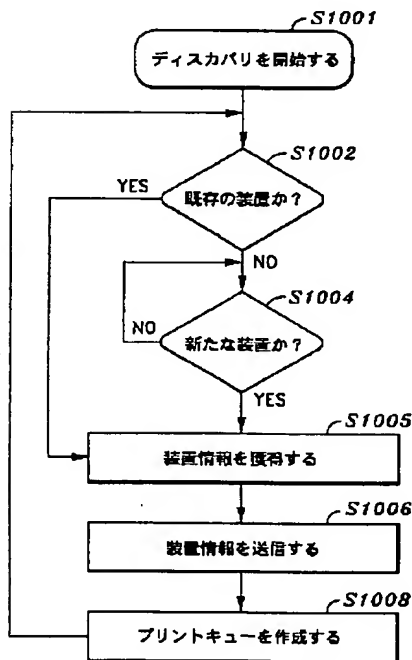 S1001
ディスカバリを開始する
S1002
YES
既存の装置か?
NO
S1004
NO
新たな装置か?
YES
S1005
装置情報を獲得する
S1006
装置情報を送信する
S1008
プリントキューを作成する